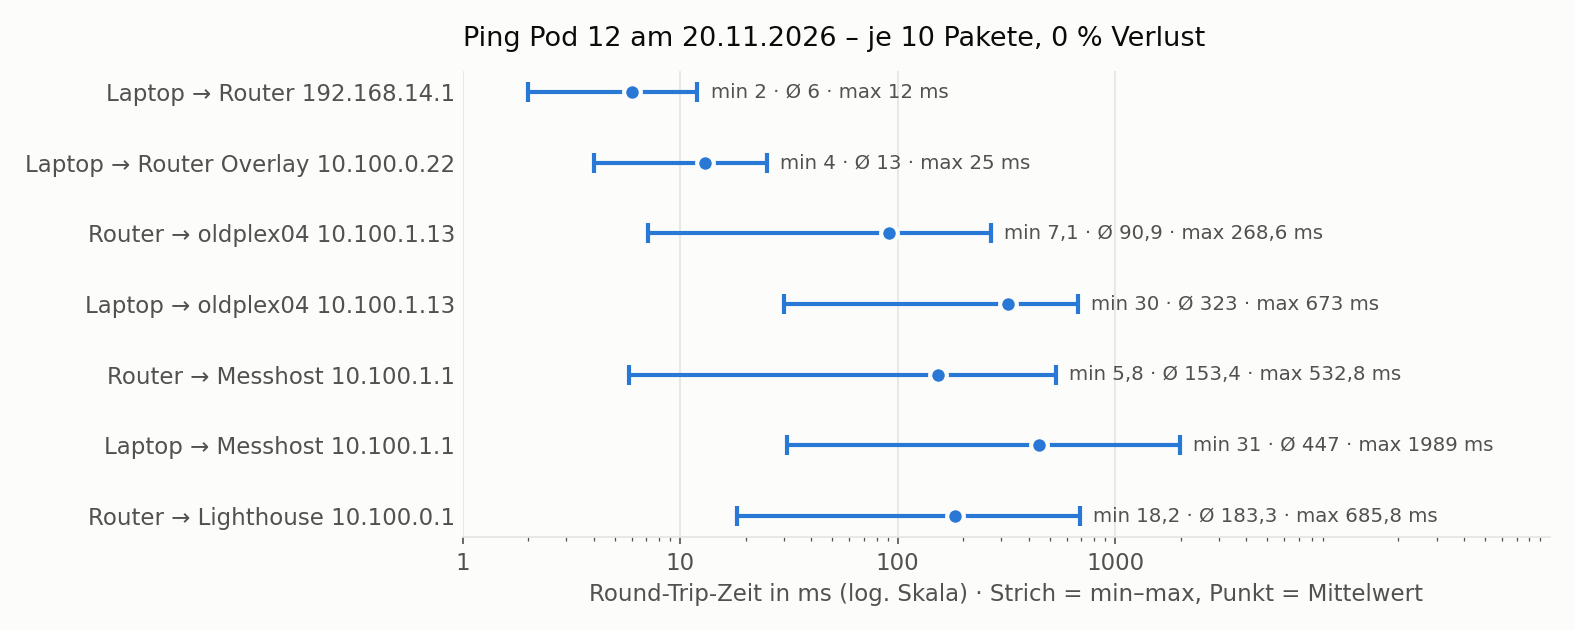 Ping Pod 12 am 20.11.2026 – je 10 Pakete, 0 % Verlust
Laptop → Router 192.168.14.1
min 2 · Ø 6 · max 12 ms
Laptop → Router Overlay 10.100.0.22
min 4 · Ø 13 · max 25 ms
Router → oldplex04 10.100.1.13
min 7,1 · Ø 90,9 · max 268,6 ms
Laptop → oldplex04 10.100.1.13
min 30 · Ø 323 · max 673 ms
Router → Messhost 10.100.1.1
min 5,8 · Ø 153,4 · max 532,8 ms
Laptop → Messhost 10.100.1.1
min 31 · Ø 447 · max 1989 ms
Router → Lighthouse 10.100.0.1
min 18,2 · Ø 183,3 · max 685,8 ms
1 10 100 1000
Round-Trip-Zeit in ms (log. Skala) · Strich = min–max, Punkt = Mittelwert